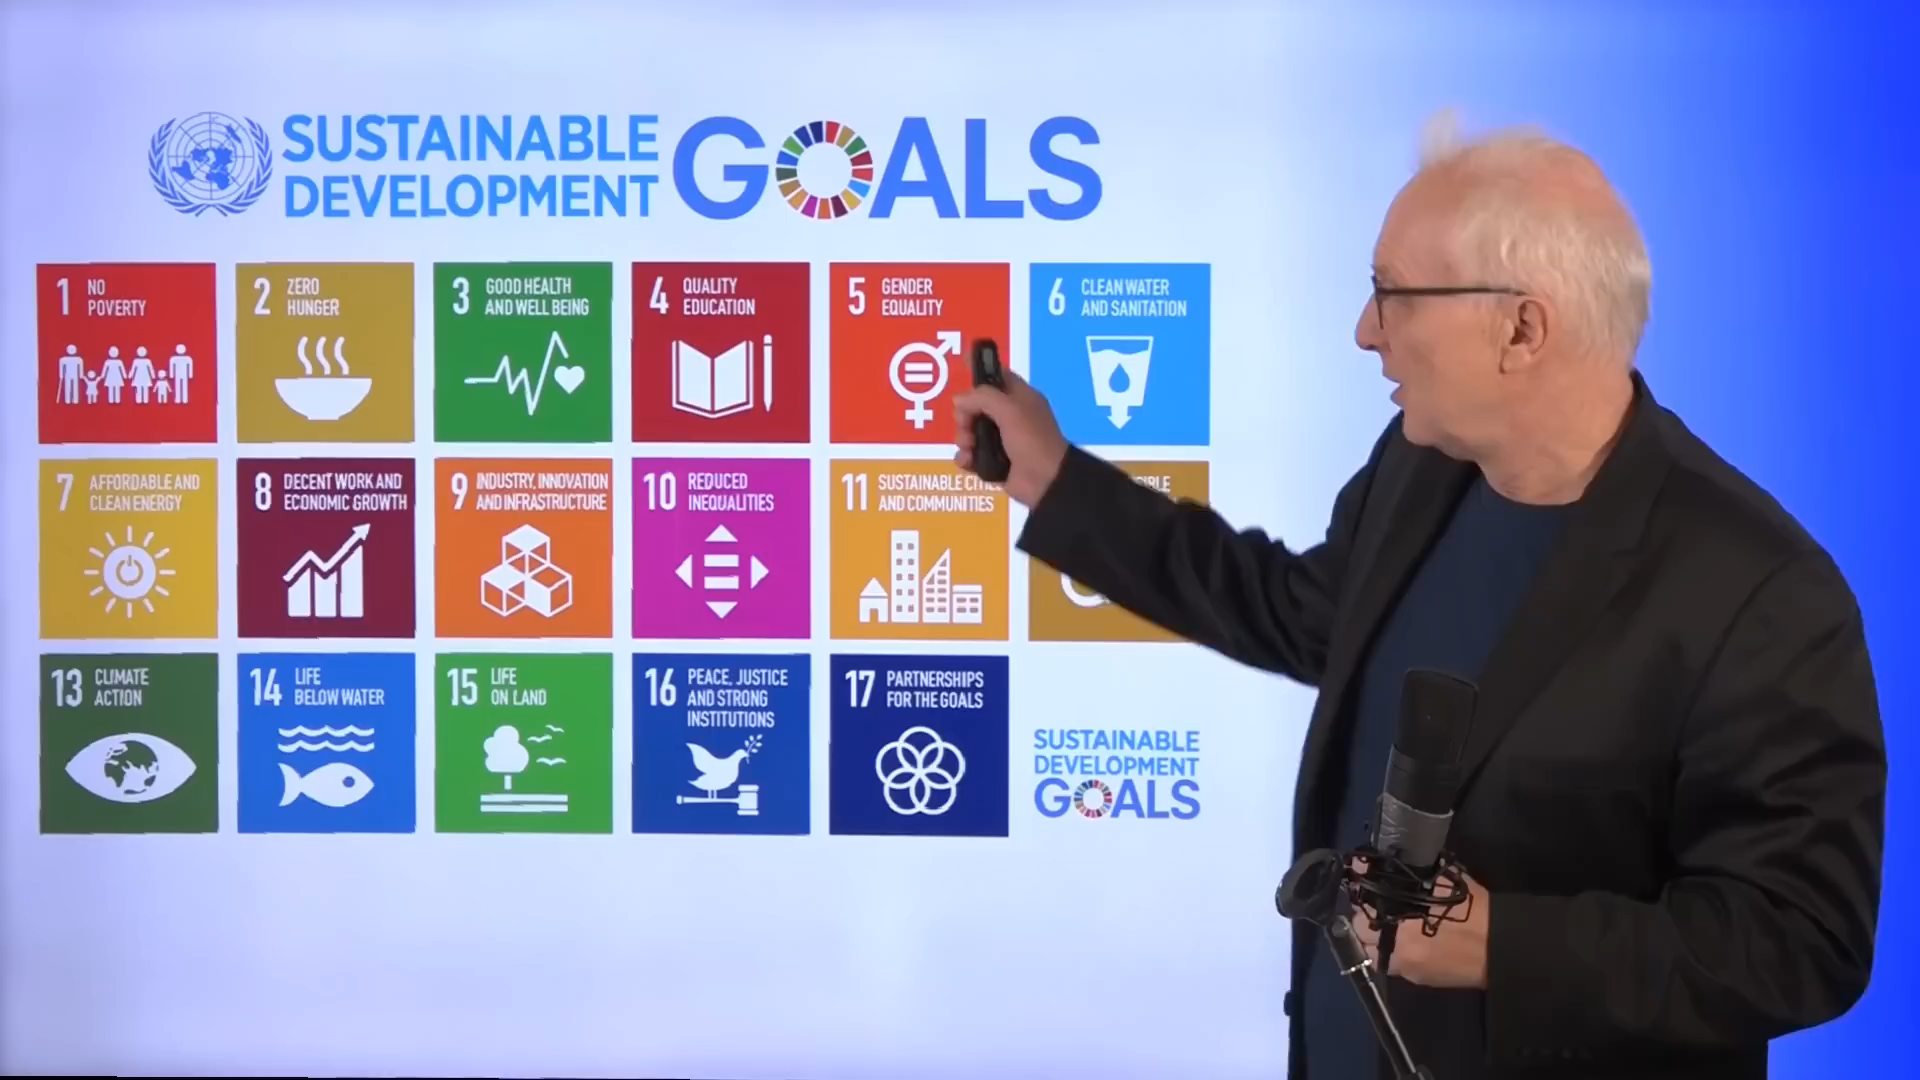 SUSTAINABLE
DEVELOPMENT
GOALS
1 NO
POVERTY
2 ZERO
HUNGER
3 GOOD HEALTH
AND WELL BEING
4 QUALITY
EDUCATION
5 GENDER
EQUALITY
6 CLEAN WATER
AND SANITATION
7 AFFORDABLE AND
CLEAN ENERGY
8 DECENT WORK AND
ECONOMIC GROWTH
9 INDUSTRY, INNOVATION
AND INFRASTRUCTURE
10 REDUCED
INEQUALITIES
11 SUSTAINABLE CITIES
AND COMMUNITIES
13 CLIMATE
ACTION
14 LIFE
BELOW WATER
15 LIFE
ON LAND
16 PEACE, JUSTICE
AND STRONG
INSTITUTIONS
17 PARTNERSHIPS
FOR THE GOALS
SUSTAINABLE
DEVELOPMENT
GOALS